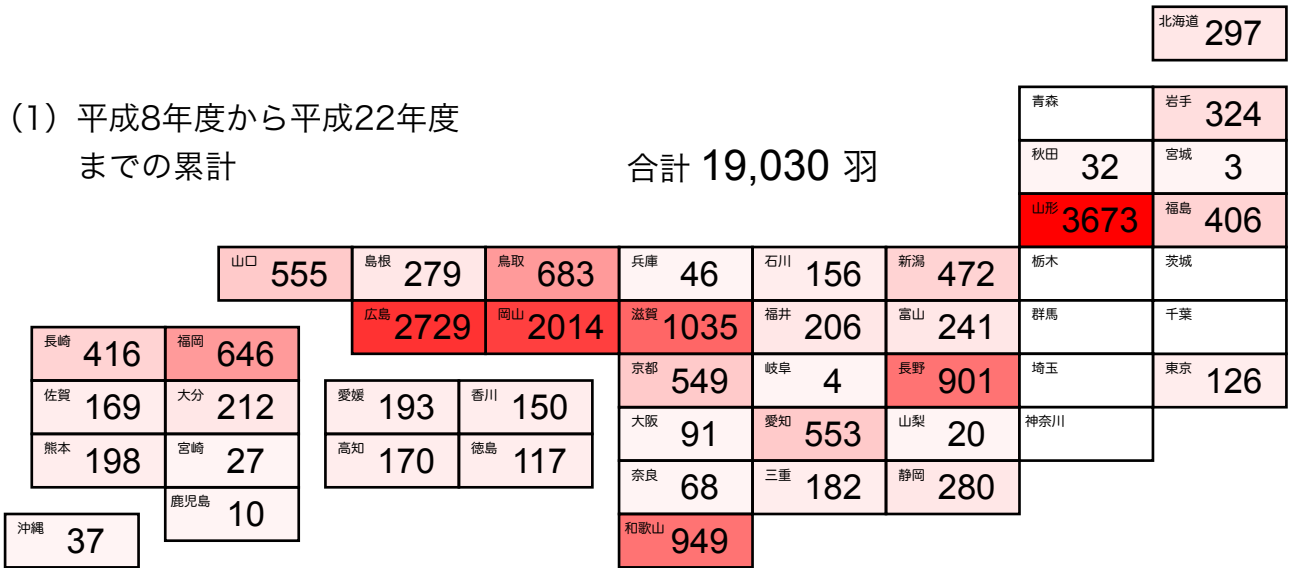 北海道 297
(1) 平成8年度から平成22年度
までの累計
合計 19,030 羽
青森
岩手 324
秋田 32
宮城 3
山形 3673
福島 406
山口 555
島根 279
鳥取 683
兵庫 46
石川 156
新潟 472
栃木
茨城
広島 2729
岡山 2014
滋賀 1035
福井 206
富山 241
群馬
千葉
長崎 416
福岡 646
京都 549
岐阜 4
長野 901
埼玉
東京 126
佐賀 169
大分 212
愛媛 193
香川 150
大阪 91
愛知 553
山梨 20
神奈川
熊本 198
宮崎 27
高知 170
徳島 117
奈良 68
三重 182
静岡 280
鹿児島 10
沖縄 37
和歌山 949